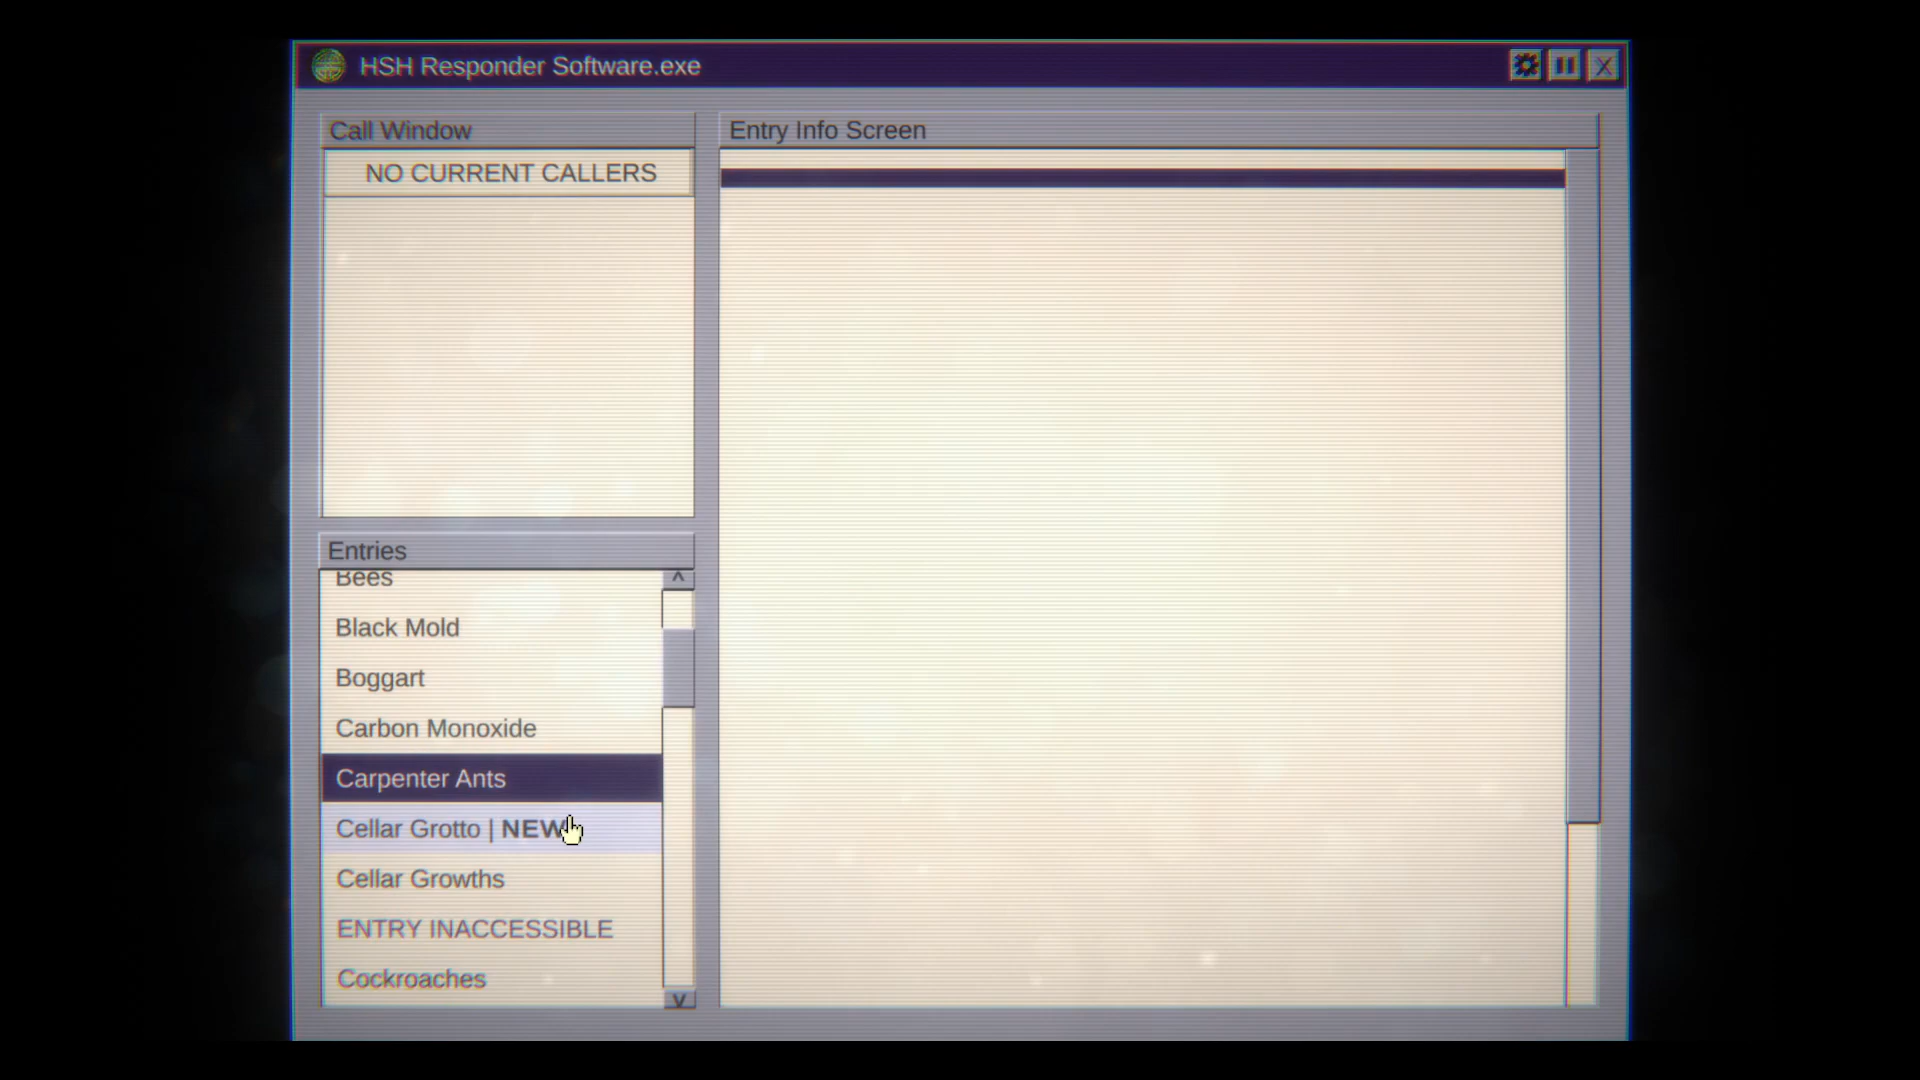 HSH Responder Software.exe
Call Window
NO CURRENT CALLERS
Entry Info Screen
Entries
Bees
Black Mold
Boggart
Carbon Monoxide
Carpenter Ants
Cellar Grotto | NEW
Cellar Growths
ENTRY INACCESSIBLE
Cockroaches